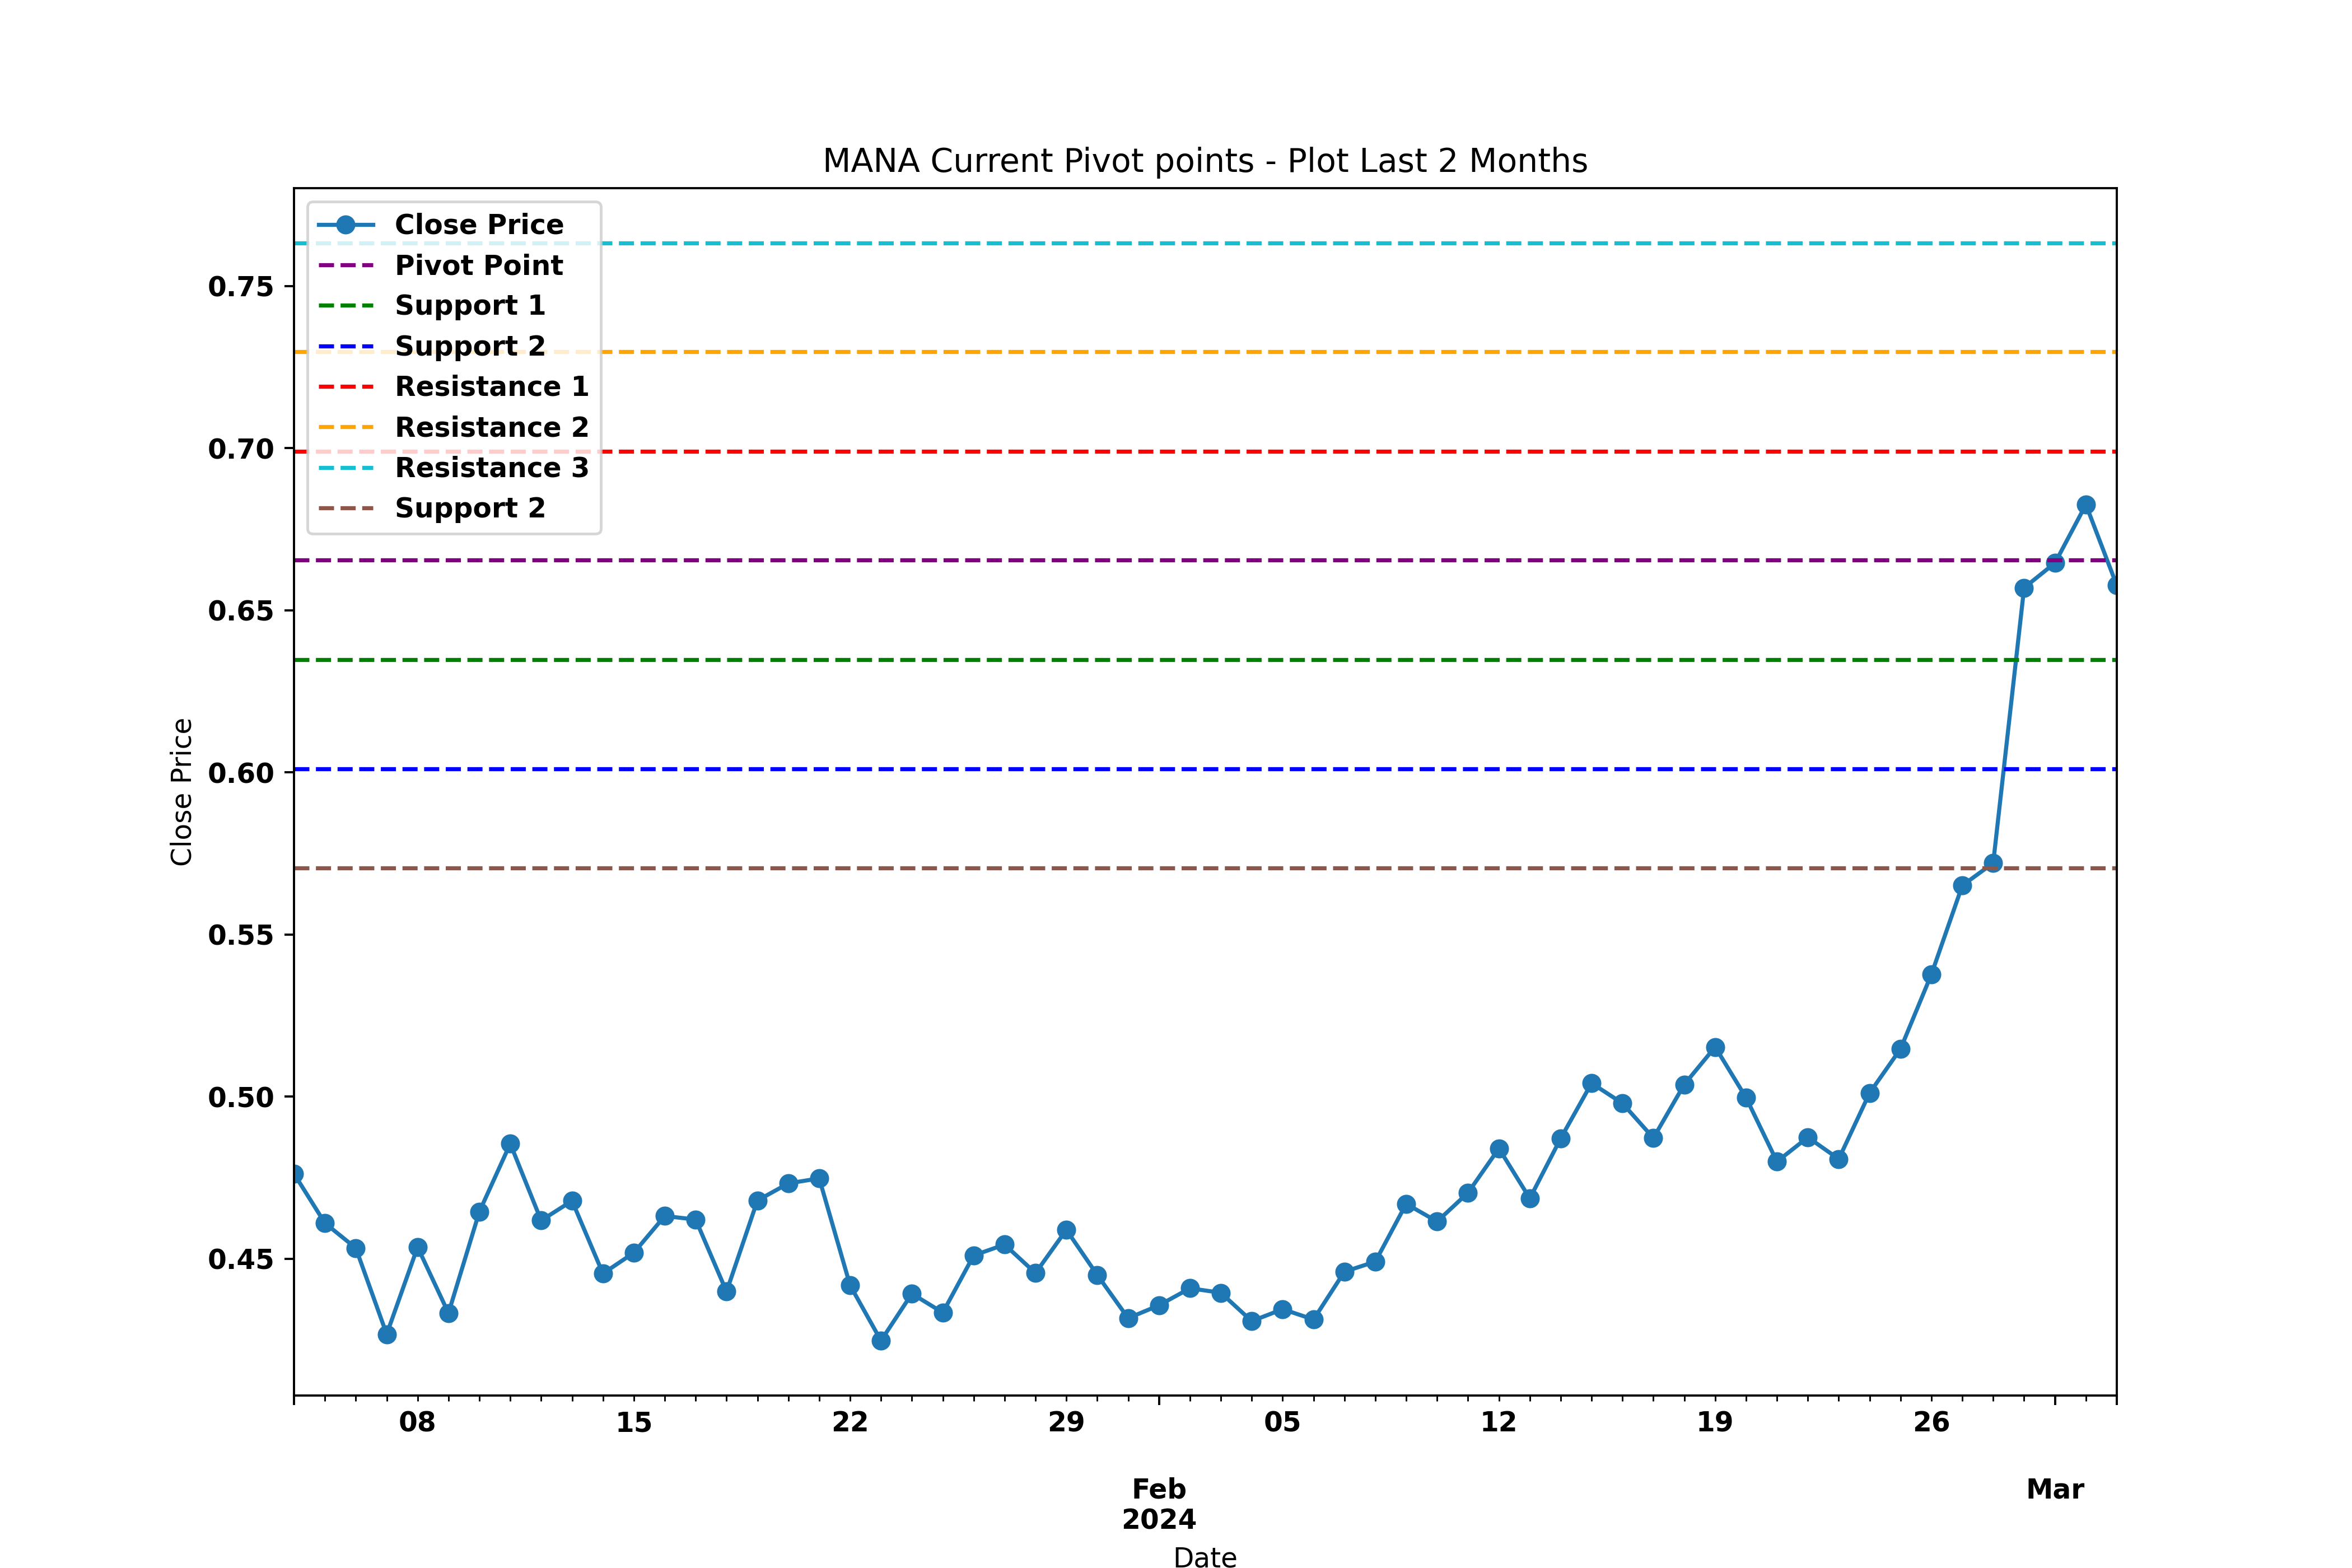 MANA Current Pivot points - Plot Last 2 Months
Close Price
Pivot Point
Support 1
Support 2
Resistance 1
Resistance 2
Resistance 3
Support 2
0.75
0.70
0.65
0.60
0.55
0.50
0.45
Close Price
08 15 22 29 05 12 19 26
Feb Mar
2024
Date